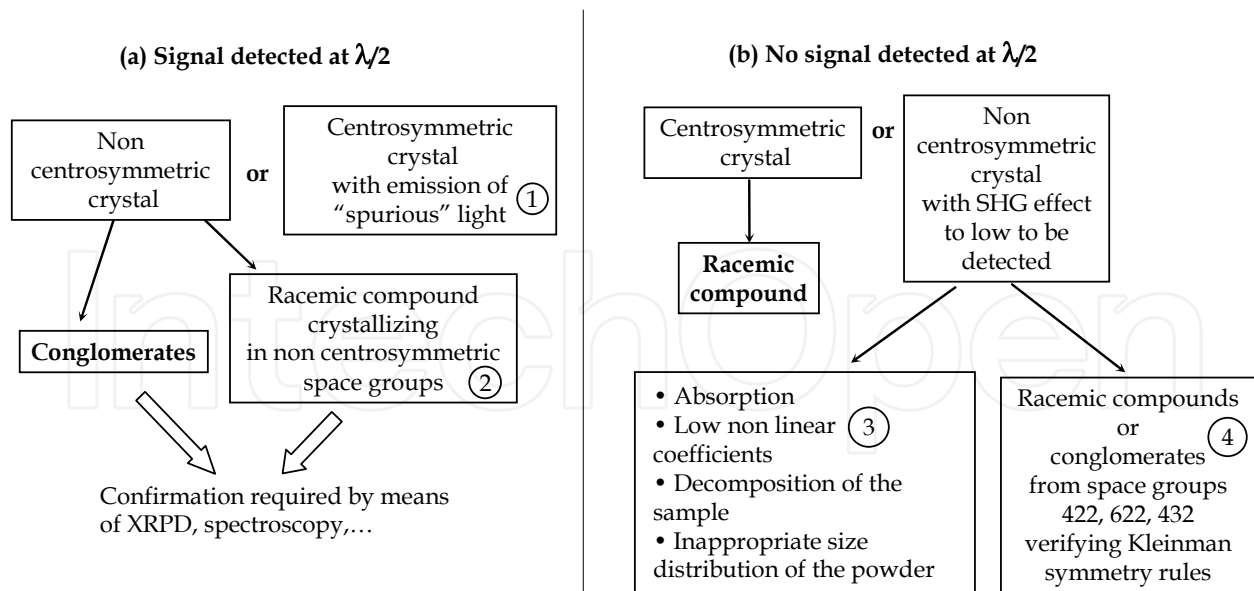 (a) Signal detected at λ/2
Non
centrosymmetric
crystal
or
Centrosymmetric
crystal
with emission of
“spurious” light
1
Conglomerates
Racemic compound
crystallizing
in non centrosymmetric
space groups
2
Confirmation required by means
of XRPD, spectroscopy,…
(b) No signal detected at λ/2
Centrosymmetric
crystal
or
Non
centrosymmetric
crystal
with SHG effect
to low to be
detected
Racemic
compound
• Absorption
• Low non linear
coefficients
3
• Decomposition of the
sample
• Inappropriate size
distribution of the powder
Racemic compounds
or
4
conglomerates
from space groups
422, 622, 432
verifying Kleinman
symmetry rules
IntechOpen